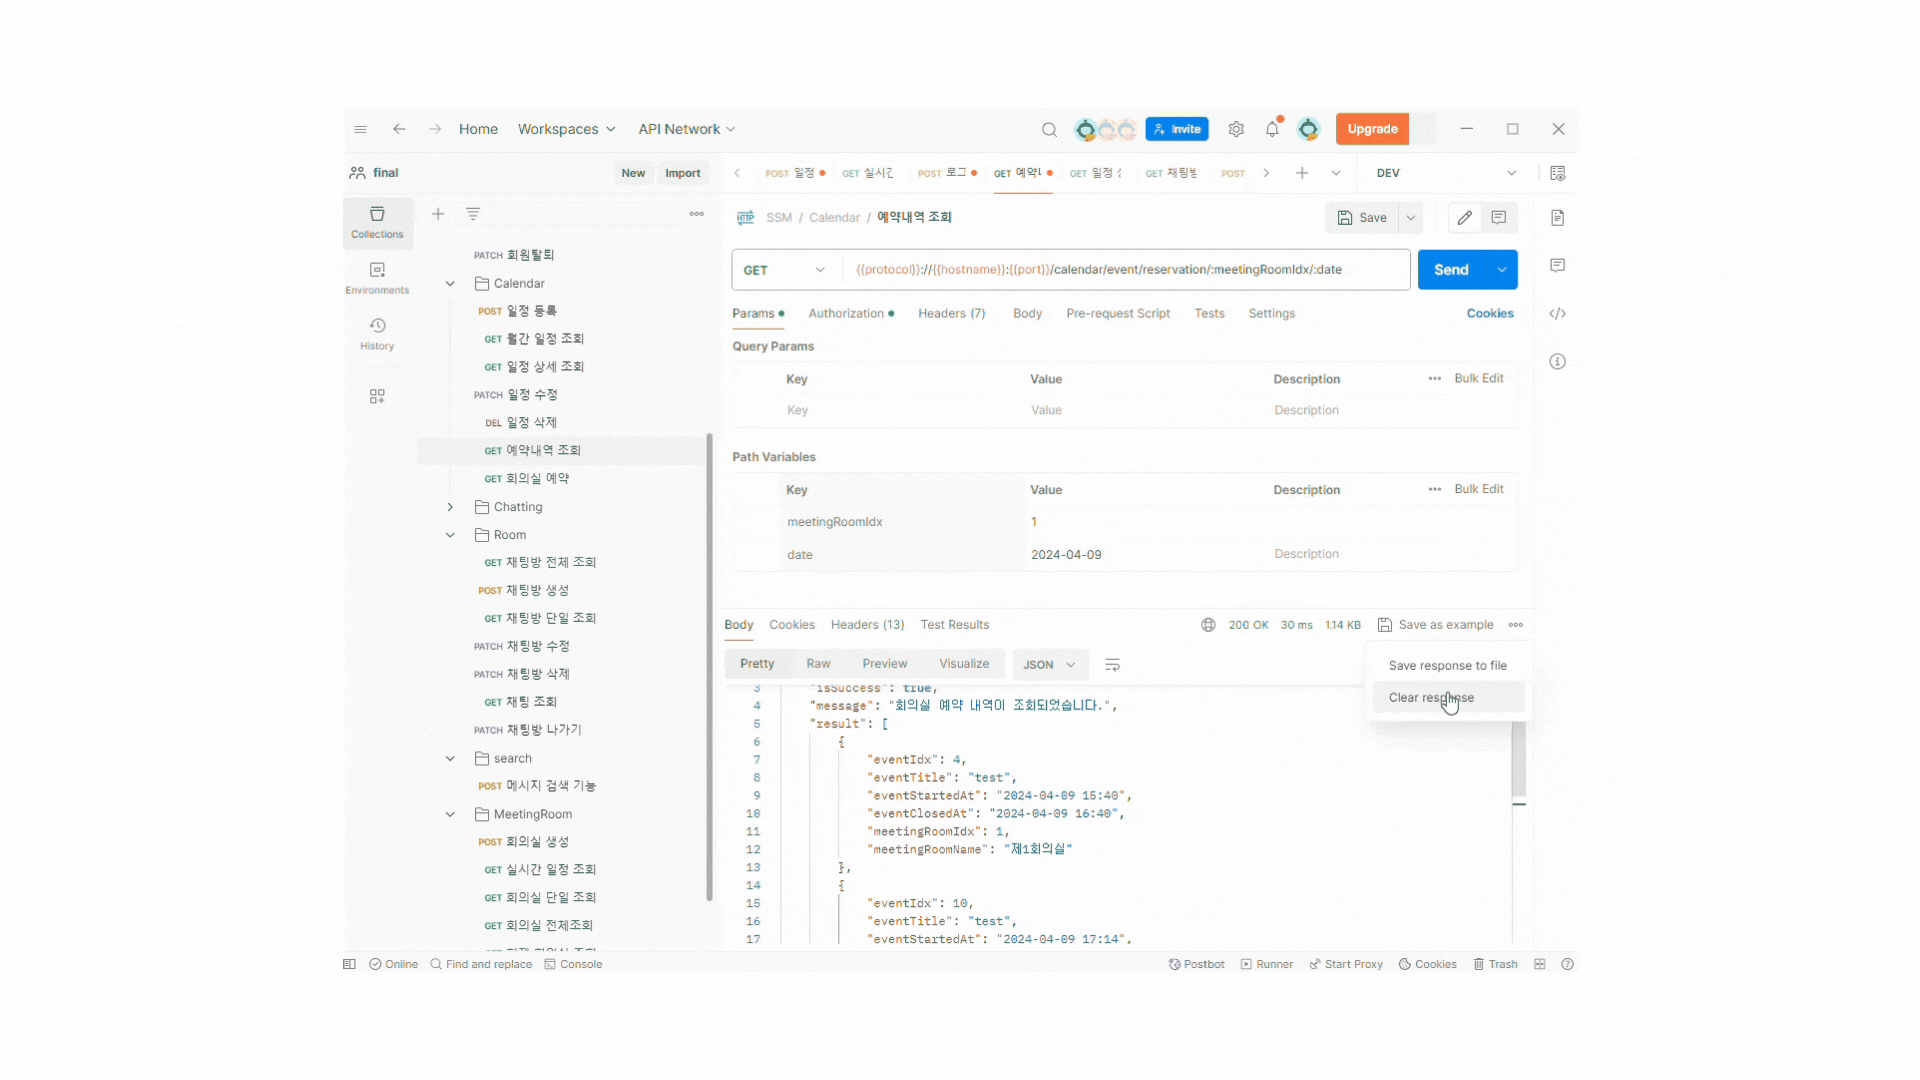 Home Workspaces API Network Invite Upgrade
final New Import POST 일정 GET 실시간 POST 로그 GET 예약 GET 일정 GET 채팅방 POST DEV
SSM / Calendar / 예약내역 조회 Save
Collections
Environments
History
PATCH 회원탈퇴
Calendar
POST 일정 등록
GET 월간 일정 조회
GET 일정 상세 조회
PATCH 일정 수정
DEL 일정 삭제
GET 예약내역 조회
GET 회의실 예약
Chatting
Room
GET 채팅방 전체 조회
POST 채팅방 생성
GET 채팅방 단일 조회
PATCH 채팅방 수정
PATCH 채팅방 삭제
GET 채팅 조회
PATCH 채팅방 나가기
search
POST 메시지 검색 기능
MeetingRoom
POST 회의실 생성
GET 실시간 일정 조회
GET 회의실 단일 조회
GET 회의실 전체조회
GET {{protocol}}://{{hostname}}:{{port}}/calendar/event/reservation/:meetingRoomIdx/:date Send
Params Authorization Headers (7) Body Pre-request Script Tests Settings Cookies
Query Params
Key Value Description Bulk Edit
Key Value Description
Path Variables
Key Value Description Bulk Edit
meetingRoomIdx 1
date 2024-04-09 Description
Body Cookies Headers (13) Test Results 200 OK 30 ms 1.14 KB Save as example
Pretty Raw Preview Visualize JSON
Save response to file
Clear response
3 "isSuccess": true,
4 "message": "회의실 예약 내역이 조회되었습니다.",
5 "result": [
6 {
7 "eventIdx": 4,
8 "eventTitle": "test",
9 "eventStartedAt": "2024-04-09 15:40",
10 "eventClosedAt": "2024-04-09 16:40",
11 "meetingRoomIdx": 1,
12 "meetingRoomName": "제1회의실"
13 },
14 {
15 "eventIdx": 10,
16 "eventTitle": "test",
17 "eventStartedAt": "2024-04-09 17:14",
Online Find and replace Console Postbot Runner Start Proxy Cookies Trash